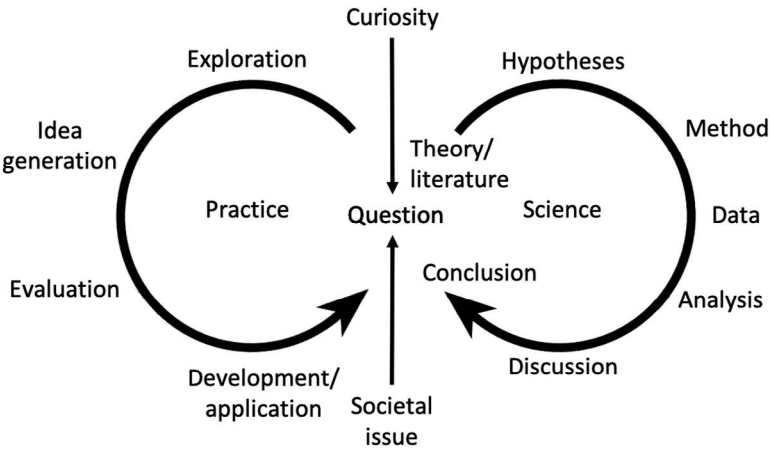 Curiosity
Exploration
Hypotheses
Idea
generation
Method
Theory/
literature
Practice
Question
Science
Data
Conclusion
Evaluation
Analysis
Discussion
Development/
application
Societal
issue